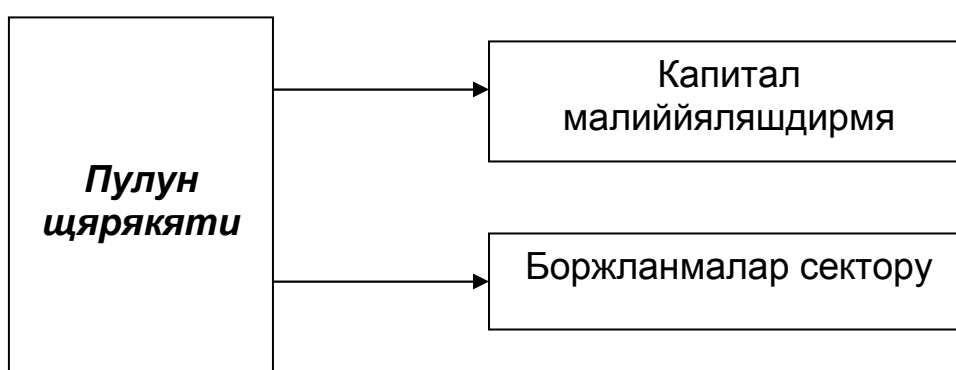 Капитал
малиййяляшдирмя
Пулун
щярякяти
Боржланмалар сектору